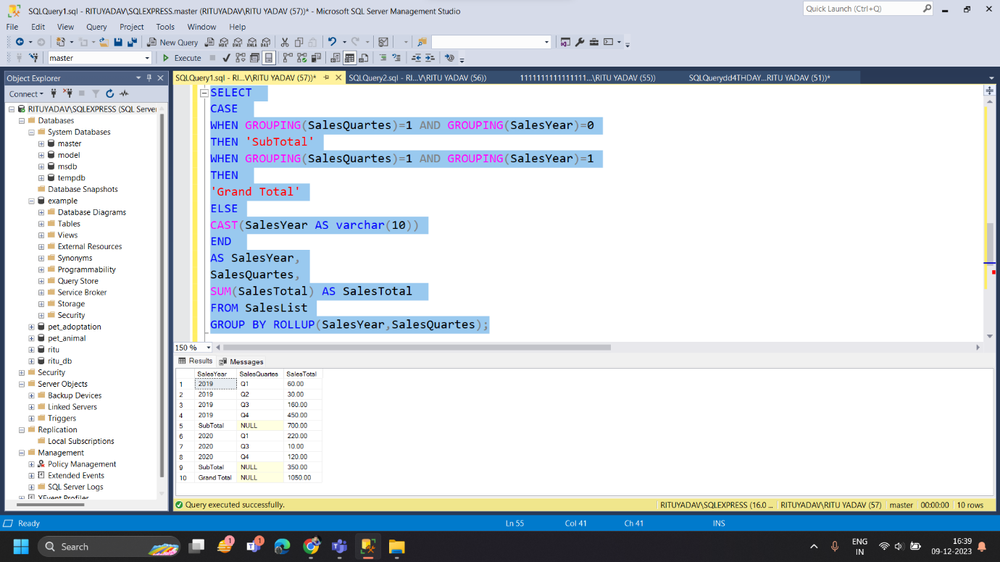 SQLQuery1.sql - RITUYADAV\SQLEXPRESS.master (RITUYADAV\RITU YADAV (57))* - Microsoft SQL Server Management Studio
Quick Launch (Ctrl+Q)
File Edit View Query Project Tools Window Help
New Query
master
Execute
Object Explorer
SQLQuery1.sql - RI...V\RITU YADAV (57))*
SQLQuery2.sql - RI...V\RITU YADAV (56))
1111111111111111...\RITU YADAV (55))
SQLQuerydd4THDAY...RITU YADAV (51))*
Connect
RITUYADAV\SQLEXPRESS (SQL Server
Databases
System Databases
master
model
msdb
tempdb
Database Snapshots
example
Database Diagrams
Tables
Views
External Resources
Synonyms
Programmability
Query Store
Service Broker
Storage
Security
pet_adoptation
pet_animal
ritu
ritu_db
Security
Server Objects
Backup Devices
Linked Servers
Triggers
Replication
Local Subscriptions
Management
Policy Management
Extended Events
SQL Server Logs
XEvent Profiler
SELECT
CASE
WHEN GROUPING(SalesQuartes)=1 AND GROUPING(SalesYear)=0
THEN 'SubTotal'
WHEN GROUPING(SalesQuartes)=1 AND GROUPING(SalesYear)=1
THEN
'Grand Total'
ELSE
CAST(SalesYear AS varchar(10))
END
AS SalesYear,
SalesQuartes,
SUM(SalesTotal) AS SalesTotal
FROM SalesList
GROUP BY ROLLUP(SalesYear,SalesQuartes);
150 %
Results Messages
SalesYear SalesQuartes SalesTotal
1 2019 Q1 60.00
2 2019 Q2 30.00
3 2019 Q3 160.00
4 2019 Q4 450.00
5 SubTotal NULL 700.00
6 2020 Q1 220.00
7 2020 Q3 10.00
8 2020 Q4 120.00
9 SubTotal NULL 350.00
10 Grand Total NULL 1050.00
Query executed successfully.
RITUYADAV\SQLEXPRESS (16.0 ... RITUYADAV\RITU YADAV (57) master 00:00:00 10 rows
Ready
Ln 55 Col 41 Ch 41 INS
Search
1
1
ENG
IN
16:39
09-12-2023